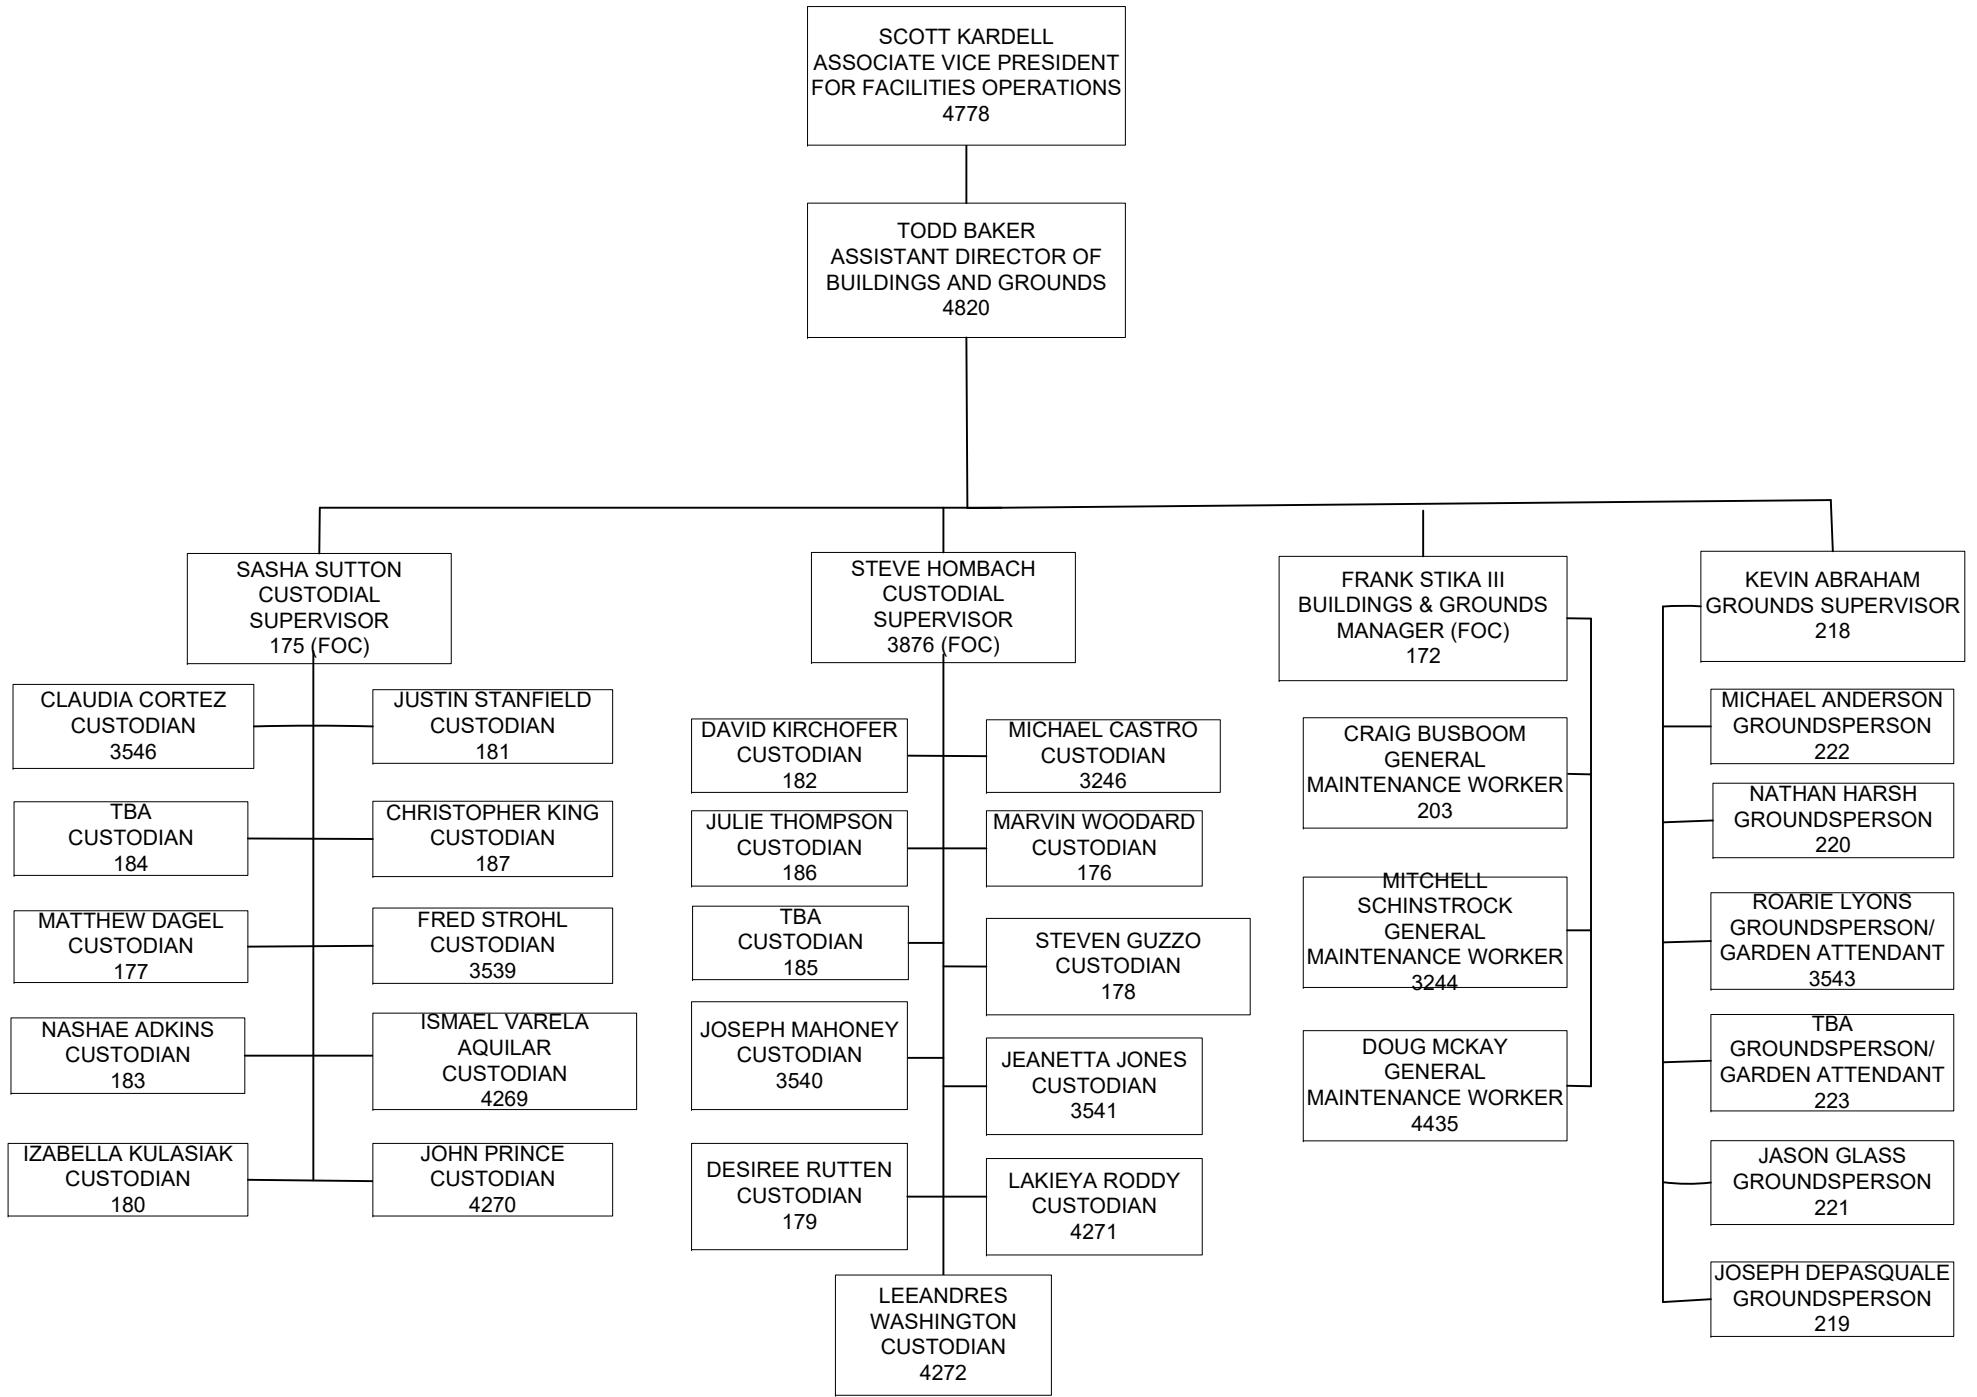 SCOTT KARDELL
ASSOCIATE VICE PRESIDENT
FOR FACILITIES OPERATIONS
4778
TODD BAKER
ASSISTANT DIRECTOR OF
BUILDINGS AND GROUNDS
4820
SASHA SUTTON
CUSTODIAL
SUPERVISOR
175 (FOC)
CLAUDIA CORTEZ
CUSTODIAN
3546
JUSTIN STANFIELD
CUSTODIAN
181
TBA
CUSTODIAN
184
CHRISTOPHER KING
CUSTODIAN
187
MATTHEW DAGEL
CUSTODIAN
177
FRED STROHL
CUSTODIAN
3539
NASHAE ADKINS
CUSTODIAN
183
ISMAEL VARELA
AQUILAR
CUSTODIAN
4269
IZABELLA KULASIAK
CUSTODIAN
180
JOHN PRINCE
CUSTODIAN
4270
STEVE HOMBACH
CUSTODIAL
SUPERVISOR
3876 (FOC)
DAVID KIRCHOFER
CUSTODIAN
182
MICHAEL CASTRO
CUSTODIAN
3246
JULIE THOMPSON
CUSTODIAN
186
MARVIN WOODARD
CUSTODIAN
176
TBA
CUSTODIAN
185
STEVEN GUZZO
CUSTODIAN
178
JOSEPH MAHONEY
CUSTODIAN
3540
JEANETTA JONES
CUSTODIAN
3541
DESIREE RUTTEN
CUSTODIAN
179
LAKIEYA RODDY
CUSTODIAN
4271
LEEANDRES
WASHINGTON
CUSTODIAN
4272
FRANK STIKA III
BUILDINGS & GROUNDS
MANAGER (FOC)
172
CRAIG BUSBOOM
GENERAL
MAINTENANCE WORKER
203
MITCHELL
SCHINSTROCK
GENERAL
MAINTENANCE WORKER
3244
DOUG MCKAY
GENERAL
MAINTENANCE WORKER
4435
KEVIN ABRAHAM
GROUNDS SUPERVISOR
218
MICHAEL ANDERSON
GROUNDSPERSON
222
NATHAN HARSH
GROUNDSPERSON
220
ROARIE LYONS
GROUNDSPERSON/
GARDEN ATTENDANT
3543
TBA
GROUNDSPERSON/
GARDEN ATTENDANT
223
JASON GLASS
GROUNDSPERSON
221
JOSEPH DEPASQUALE
GROUNDSPERSON
219